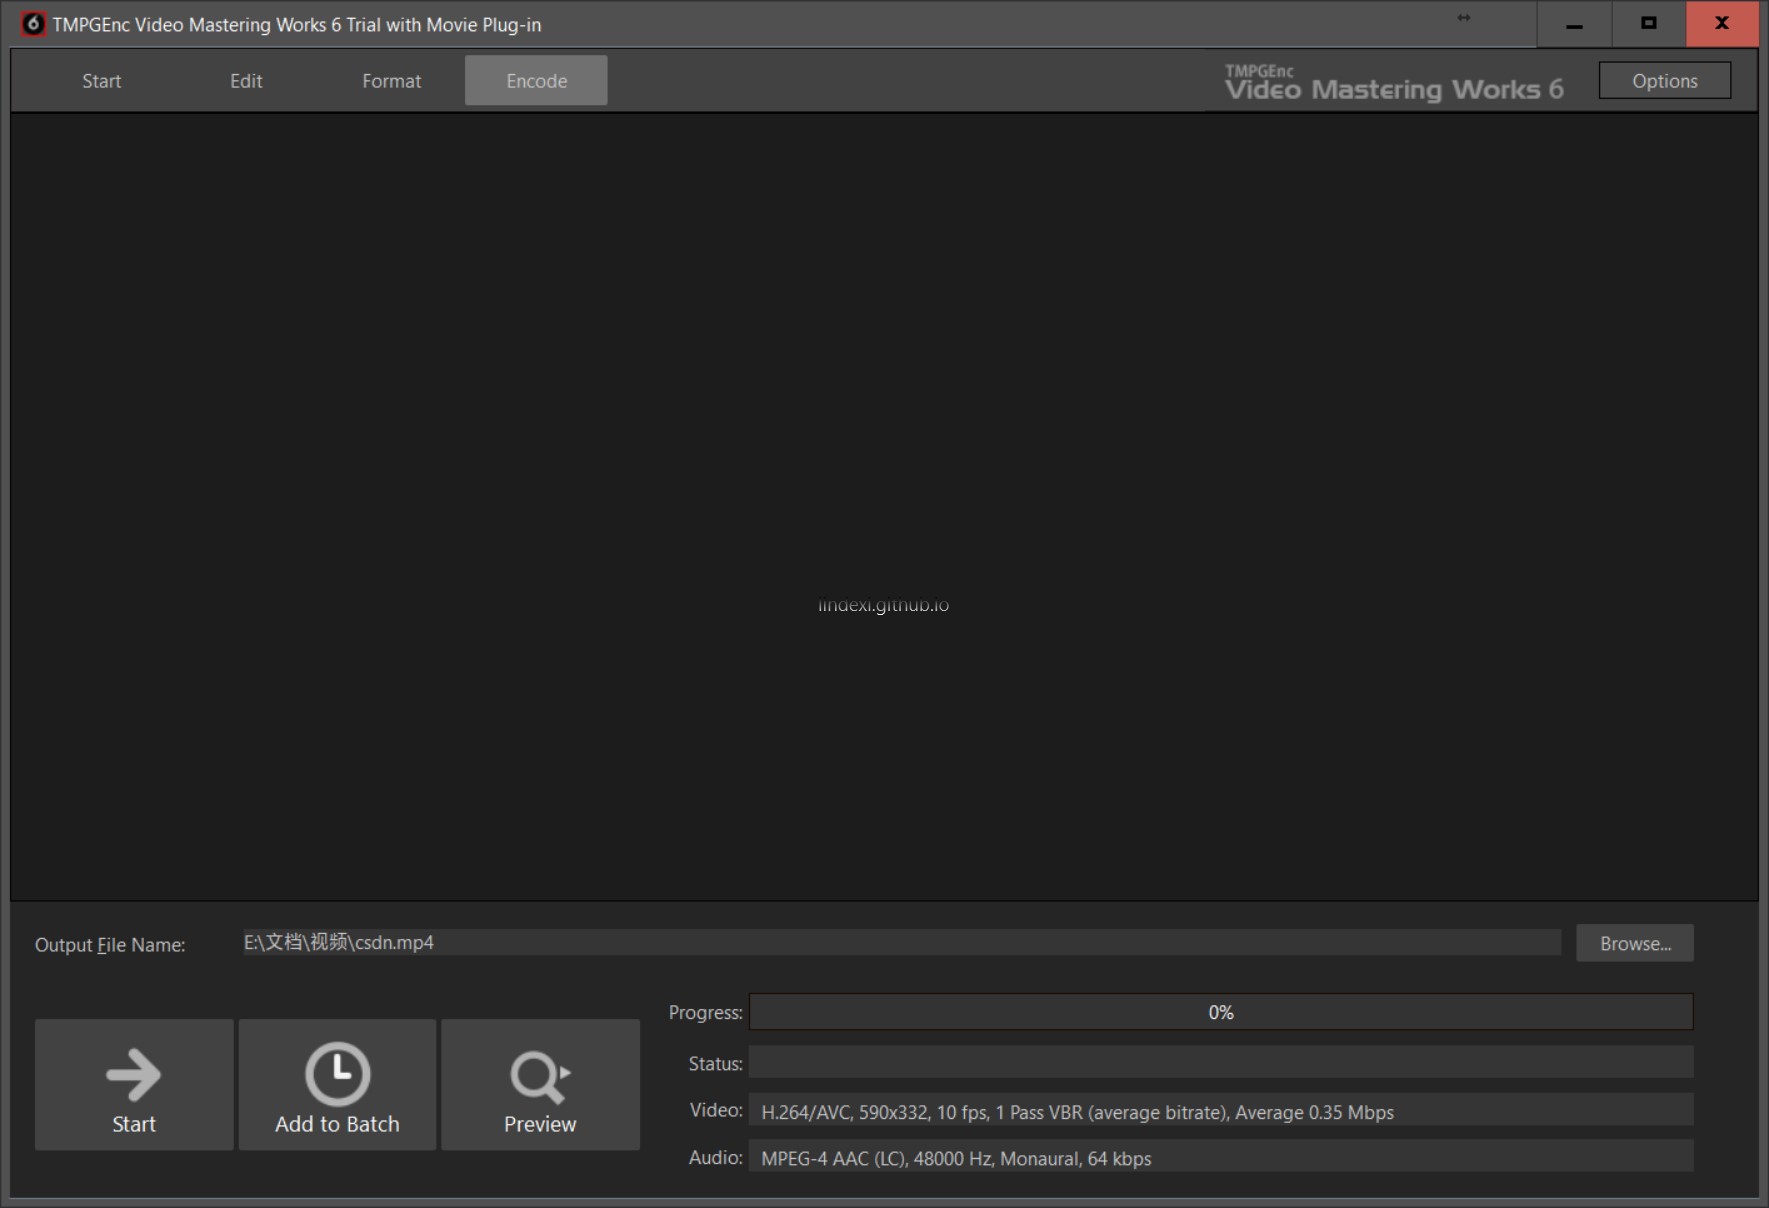 TMPGEnc Video Mastering Works 6 Trial with Movie Plug-in
Start
Edit
Format
Encode
TMPGEnc
Video Mastering Works 6
Options
lindexi.github.io
Output File Name:
E:\文档\视频\csdn.mp4
Browse...
Start
Add to Batch
Preview
Progress:
0%
Status:
Video:
H.264/AVC, 590x332, 10 fps, 1 Pass VBR (average bitrate), Average 0.35 Mbps
Audio:
MPEG-4 AAC (LC), 48000 Hz, Monaural, 64 kbps